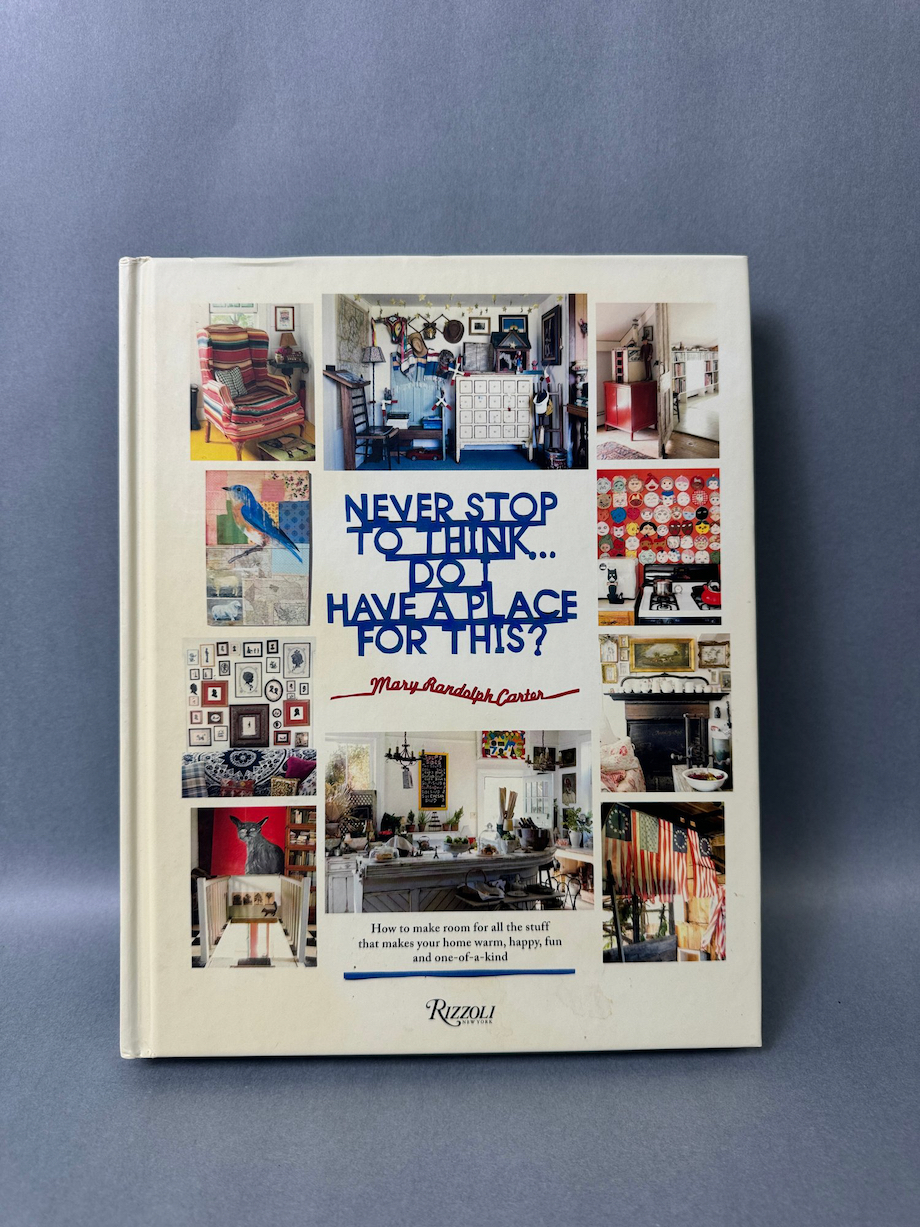 NEVER STOP
TO THINK...
DO I
HAVE A PLACE
FOR THIS?
Mary Randolph Carter
How to make room for all the stuff
that makes your home warm, happy, fun
and one-of-a-kind
RIZZOLI
NEW YORK